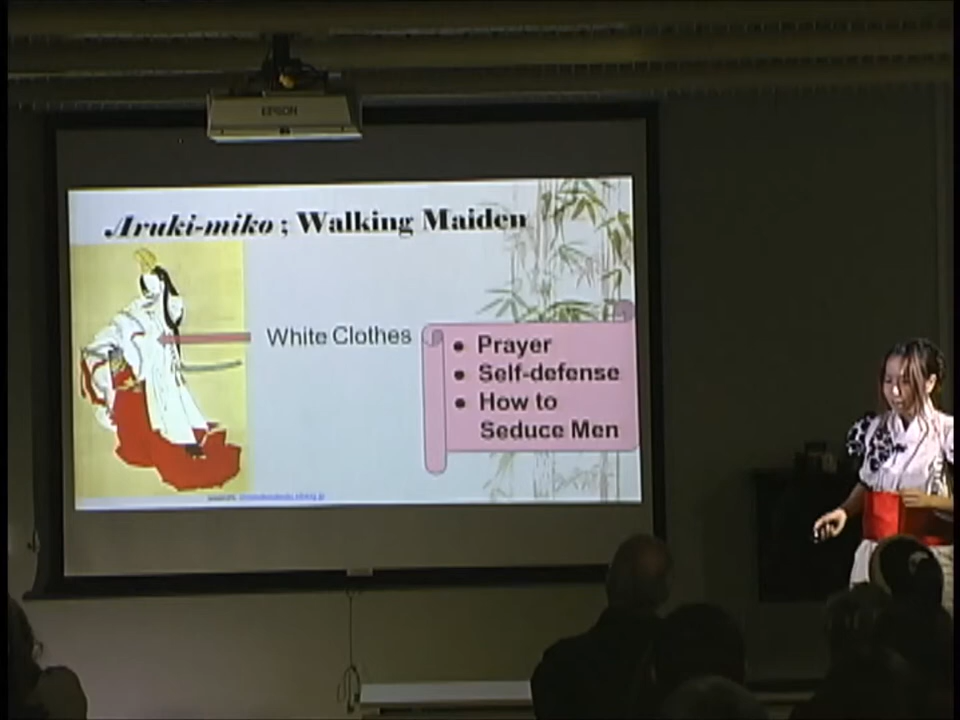 EPSON
Aruki-miko ; Walking Maiden
White Clothes
• Prayer
• Self-defense
• How to
Seduce Men